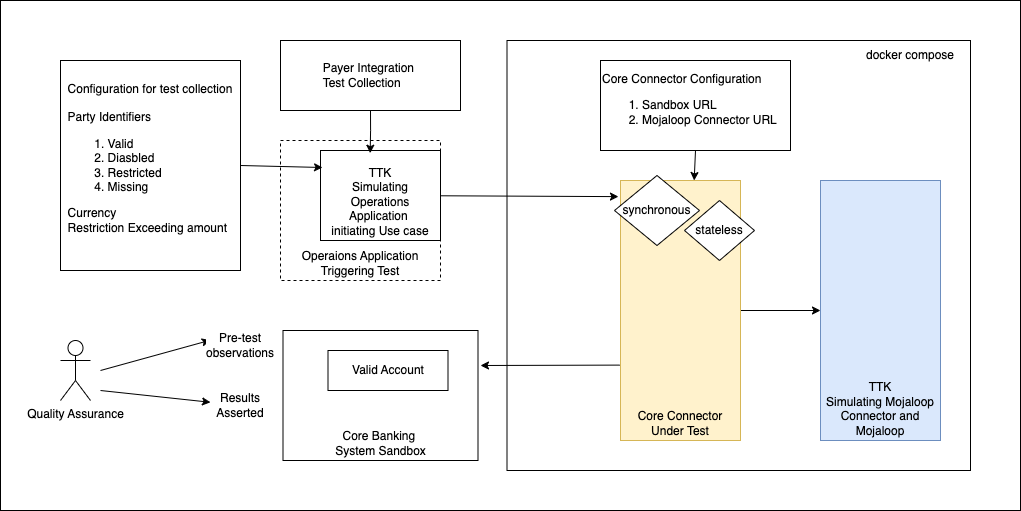 Configuration for test collection
Party Identifiers
1. Valid
2. Diasbled
3. Restricted
4. Missing
Currency
Restriction Exceeding amount
Payer Integration
Test Collection
TTK
Simulating
Operations
Application
initiating Use case
Operaions Application
Triggering Test
docker compose
Core Connector Configuration
1. Sandbox URL
2. Mojaloop Connector URL
synchronous
stateless
Core Connector
Under Test
TTK
Simulating Mojaloop
Connector and
Mojaloop
Quality Assurance
Pre-test
observations
Results
Asserted
Valid Account
Core Banking
System Sandbox